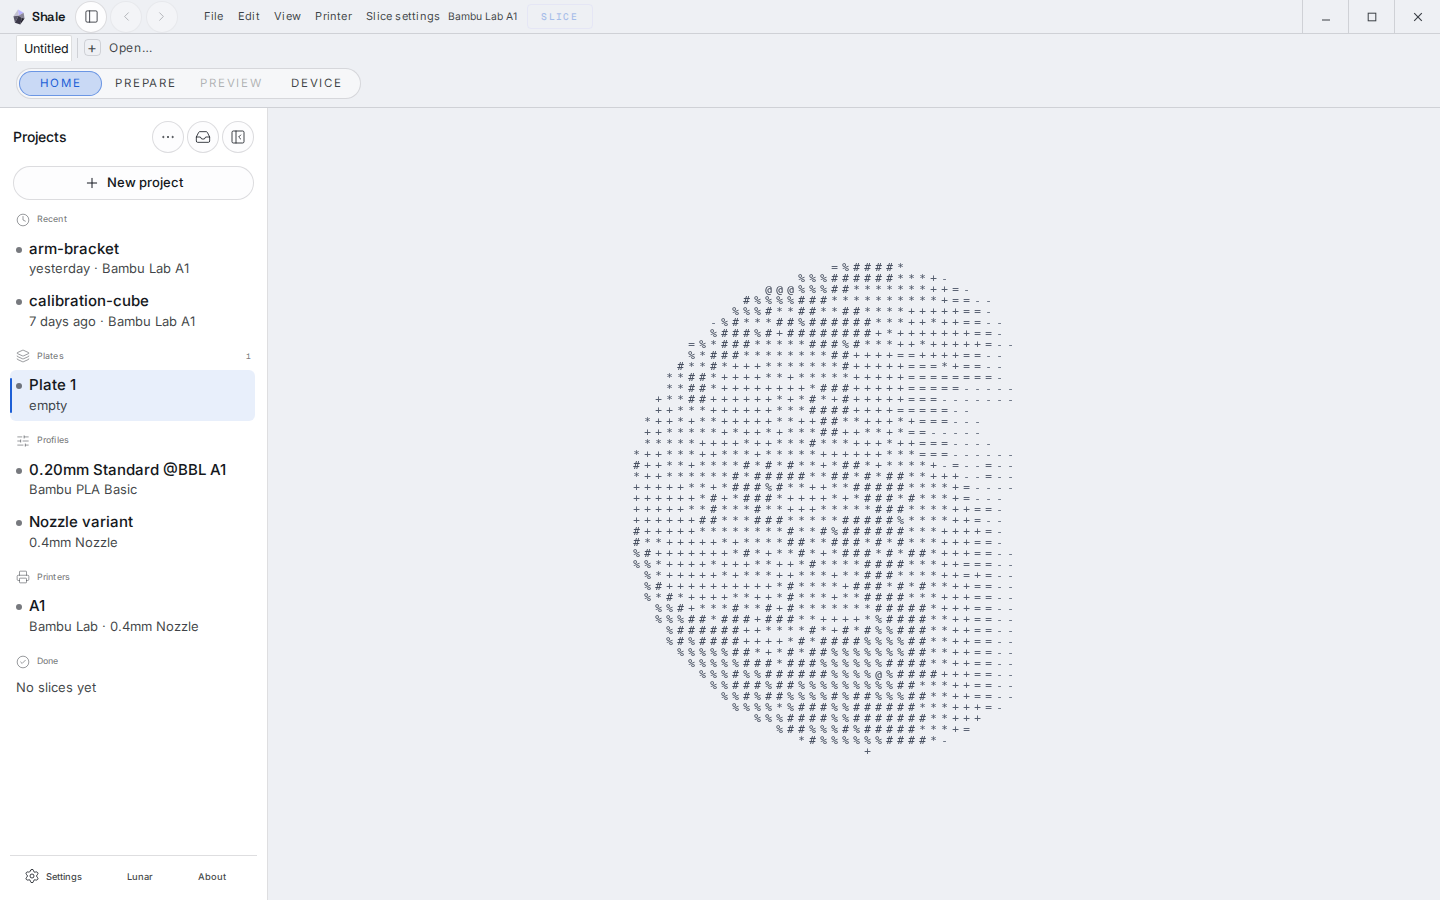 Shale
File Edit View Printer Slice settings Bambu Lab A1 SLICE
Untitled + Open...
HOME PREPARE PREVIEW DEVICE
Projects
New project
Recent
arm-bracket
yesterday · Bambu Lab A1
calibration-cube
7 days ago · Bambu Lab A1
Plates 1
Plate 1
empty
Profiles
0.20mm Standard @BBL A1
Bambu PLA Basic
Nozzle variant
0.4mm Nozzle
Printers
A1
Bambu Lab · 0.4mm Nozzle
Done
No slices yet
Settings Lunar About